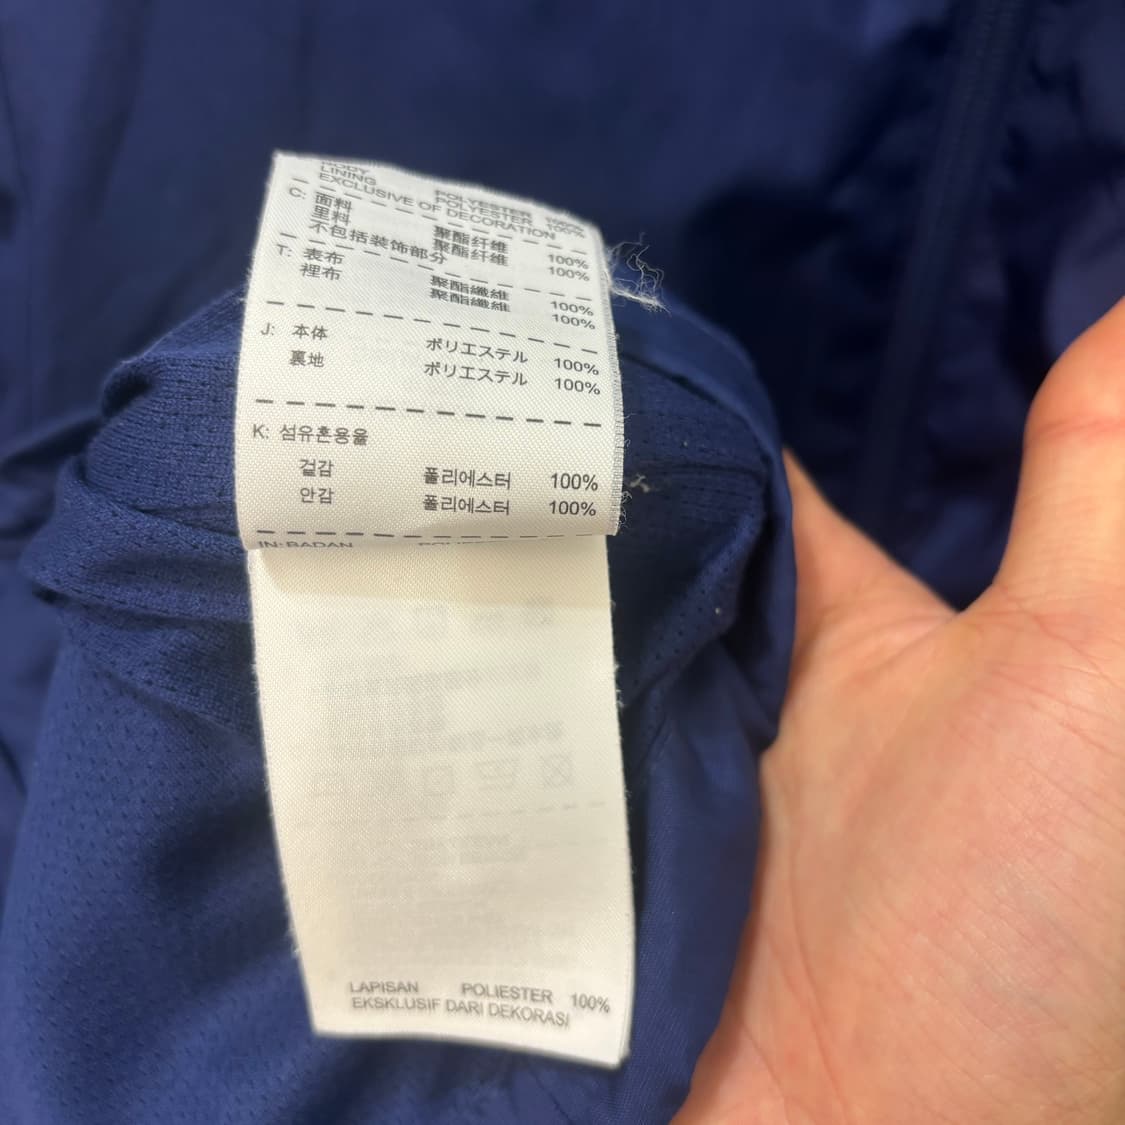 BODY POLYESTER 100%
LINING POLYESTER 100%
EXCLUSIVE OF DECORATION
C: 面料 聚酯纤维 100%
里料 聚酯纤维 100%
不包括装饰部分
T: 表布 聚酯纖維 100%
裡布 聚酯纖維 100%
J: 本体 ポリエステル 100%
裏地 ポリエステル 100%
K: 섬유혼용율
겉감 폴리에스터 100%
안감 폴리에스터 100%
IN: BADAN
LAPISAN POLIESTER 100%
EKSKLUSIF DARI DEKORASI